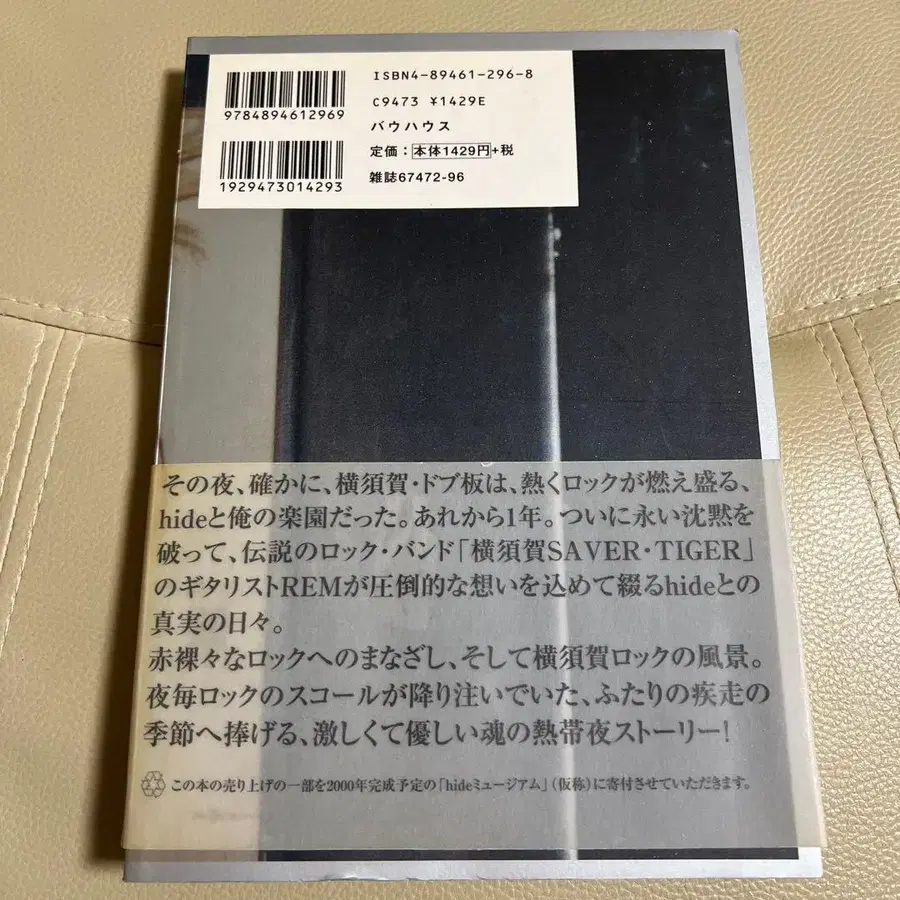 ISBN4-89461-296-8
C9473 ¥1429E
バウハウス
定価：本体1429円+税
雑誌67472-96
9784894612969
1929473014293
その夜、確かに、横須賀・ドブ板は、熱くロックが燃え盛る、
hideと俺の楽園だった。あれから1年。ついに永い沈黙を
破って、伝説のロック・バンド「横須賀SAVER・TIGER」
のギタリストREMが圧倒的な想いを込めて綴るhideとの
真実の日々。
赤裸々なロックへのまなざし、そして横須賀ロックの風景。
夜毎ロックのスコールが降り注いでいた、ふたりの疾走の
季節へ捧げる、激しくて優しい魂の熱帯夜ストーリー!
この本の売り上げの一部を2000年完成予定の「hideミュージアム」（仮称）に寄付させていただきます。